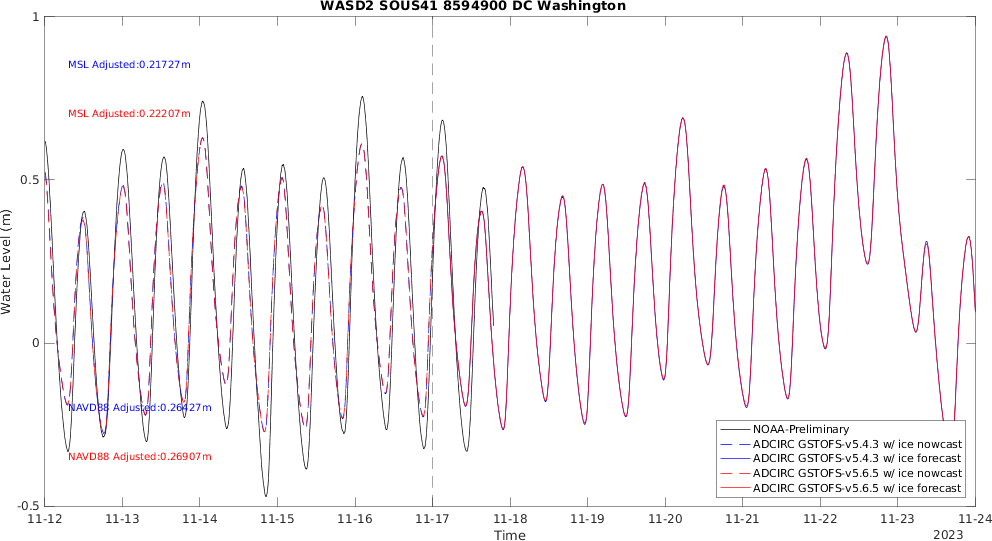 WASD2 SOUS41 8594900 DC Washington
1
0.5
0
-0.5
Water Level (m)
MSL Adjusted:0.21727m
MSL Adjusted:0.22207m
NAVD88 Adjusted:0.26427m
NAVD88 Adjusted:0.26907m
NOAA-Preliminary
ADCIRC GSTOFS-v5.4.3 w/ ice nowcast
ADCIRC GSTOFS-v5.4.3 w/ ice forecast
ADCIRC GSTOFS-v5.6.5 w/ ice nowcast
ADCIRC GSTOFS-v5.6.5 w/ ice forecast
11-12 11-13 11-14 11-15 11-16 11-17 11-18 11-19 11-20 11-21 11-22 11-23 11-24
Time
2023